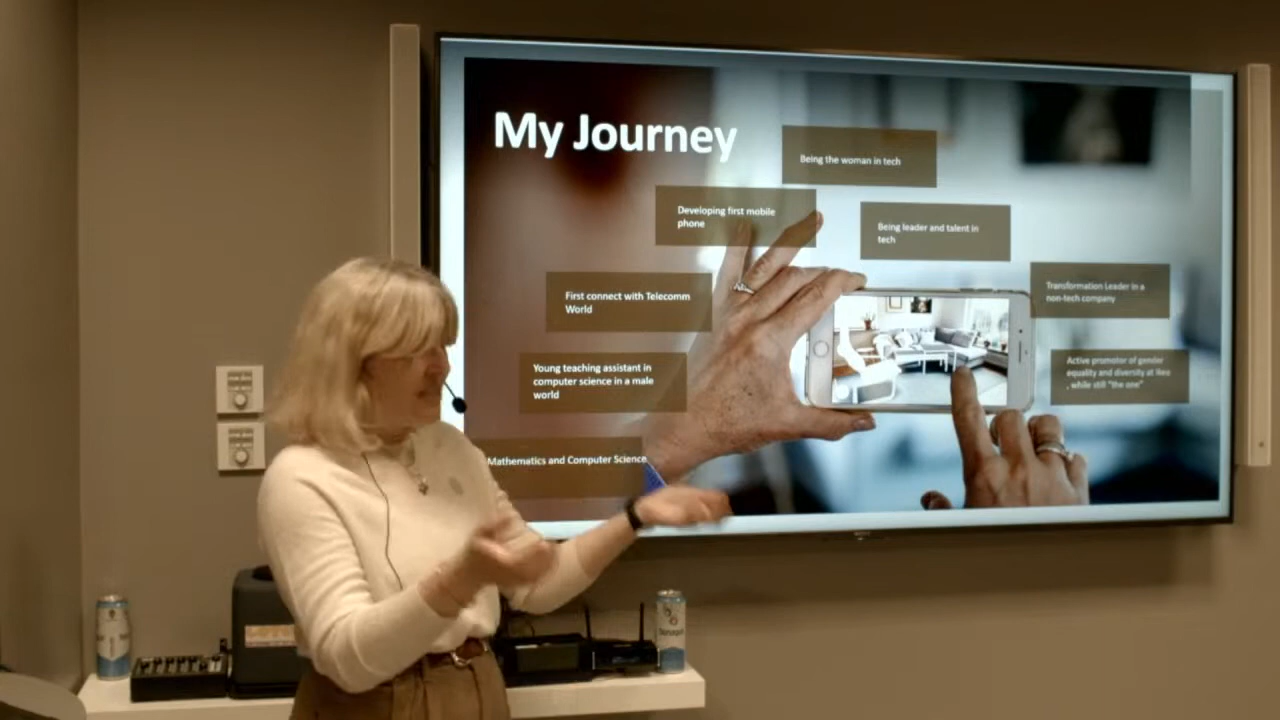 My Journey
Being the woman in tech
Developing first mobile
phone
Being leader and talent in
tech
First connect with Telecomm
World
Transformation Leader in a
non-tech company
Young teaching assistant in
computer science in a male
world
Active promotor of gender
equality and diversity at Ikea
, while still "the one"
Mathematics and Computer Science